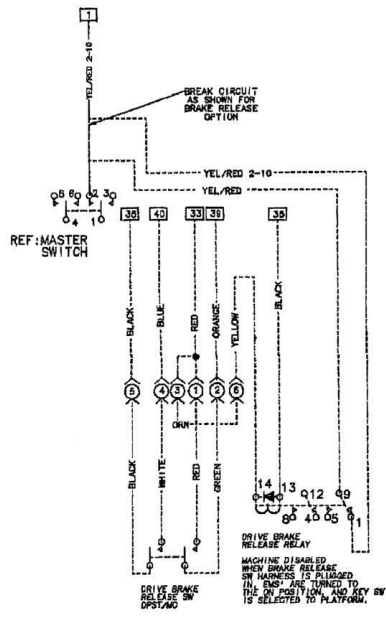 1
YEL/RED 2-10
BREAK CIRCUIT
AS SHOWN FOR
BRAKE RELEASE
OPTION
YEL/RED 2-10
YEL/RED
5 6 2 3
4 1
REF:MASTER
SWITCH
36 40 33 39 36
BLACK
BLUE
RED
ORANGE
YELLOW
BLACK
5 4 3 1 2 6
ORN
BLACK
WHITE
RED
GREEN
14 13 12 9
8 4 5 1
DRIVE BRAKE
RELEASE RELAY
MACHINE DISABLED
WHEN BRAKE RELEASE
SW HARNESS IS PLUGGED
IN, EMS' ARE TURNED TO
THE ON POSITION, AND KEY SW
IS SELECTED TO PLATFORM.
DRIVE BRAKE
RELEASE SW
DPST/MO